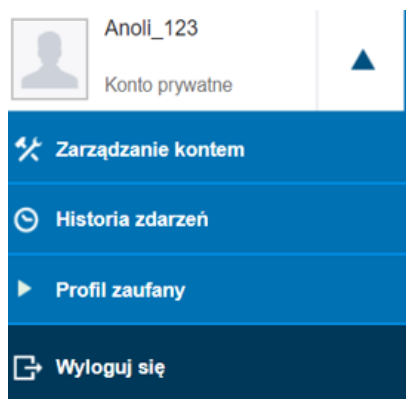 Anoli_123
Konto prywatne
Zarządzanie kontem
Historia zdarzeń
Profil zaufany
Wyloguj się